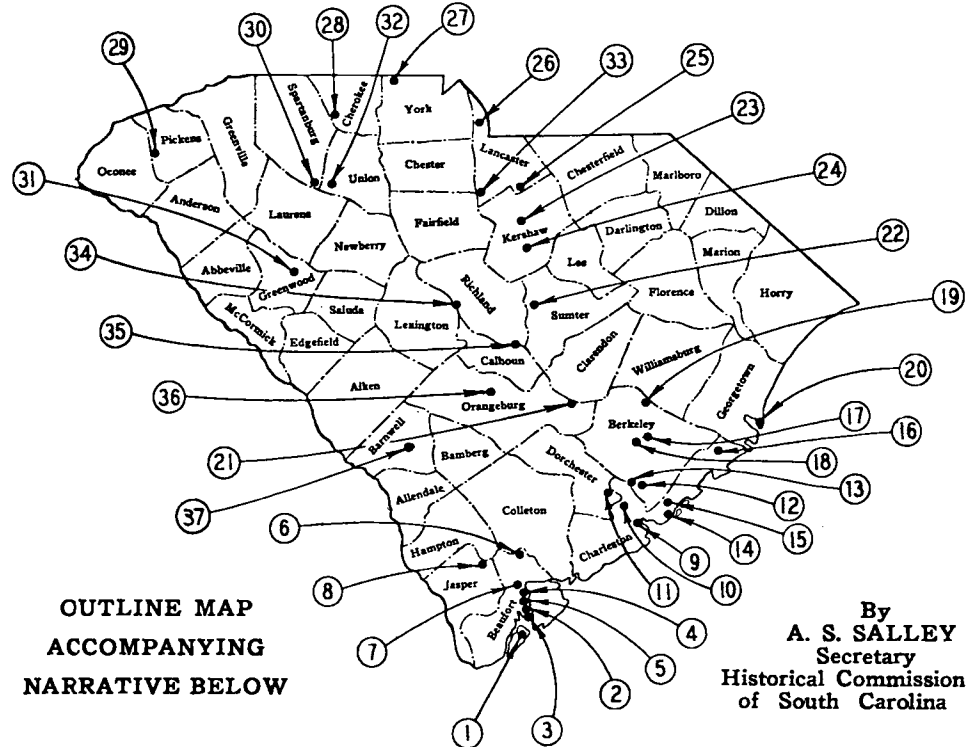 27
32
28
30
29
33
25
26
23
Spartanburg
Cherokee
York
Pickens
Greenville
Oconee
Chester
Lancaster
Chesterfield
31
Union
Marlboro
24
Anderson
Laurens
Fairfield
Kershaw
Darlington
Dillon
Newberry
34
Abbeville
Greenwood
Lee
Marion
22
Richland
Saluda
Lexington
Sumter
Florence
Horry
19
McCormick
Edgefield
35
Calhoun
Clarendon
Williamsburg
Aiken
Georgetown
20
36
Orangeburg
17
Berkeley
Barnwell
16
21
Bamberg
Dorchester
18
13
Allendale
12
37
Colleton
15
6
14
Hampton
Charleston
9
8
Jasper
10
11
Beaufort
4
7
5
2
1
3
OUTLINE MAP
ACCOMPANYING
NARRATIVE BELOW
By
A. S. SALLEY
Secretary
Historical Commission
of South Carolina